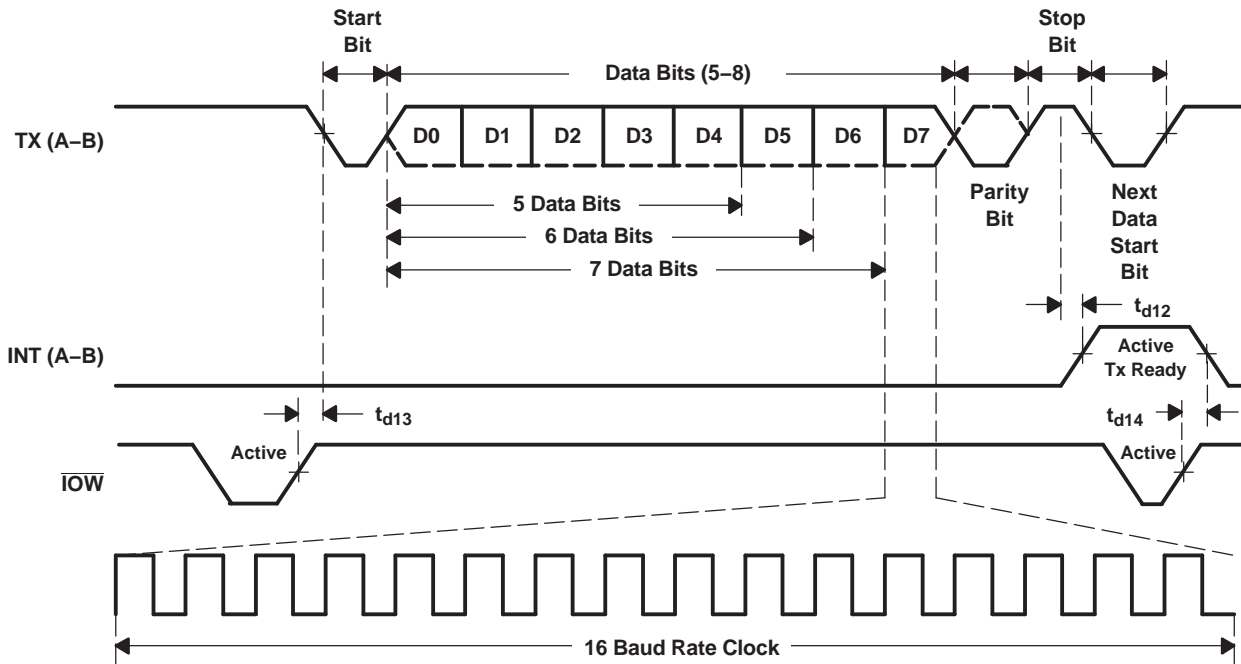 Start
Bit
Stop
Bit
Data Bits (5–8)
TX (A–B)
D0 D1 D2 D3 D4 D5 D6 D7
5 Data Bits
6 Data Bits
7 Data Bits
Parity
Bit
Next
Data
Start
Bit
td12
INT (A–B)
Active
Tx Ready
td13
td14
IOW
Active
Active
16 Baud Rate Clock